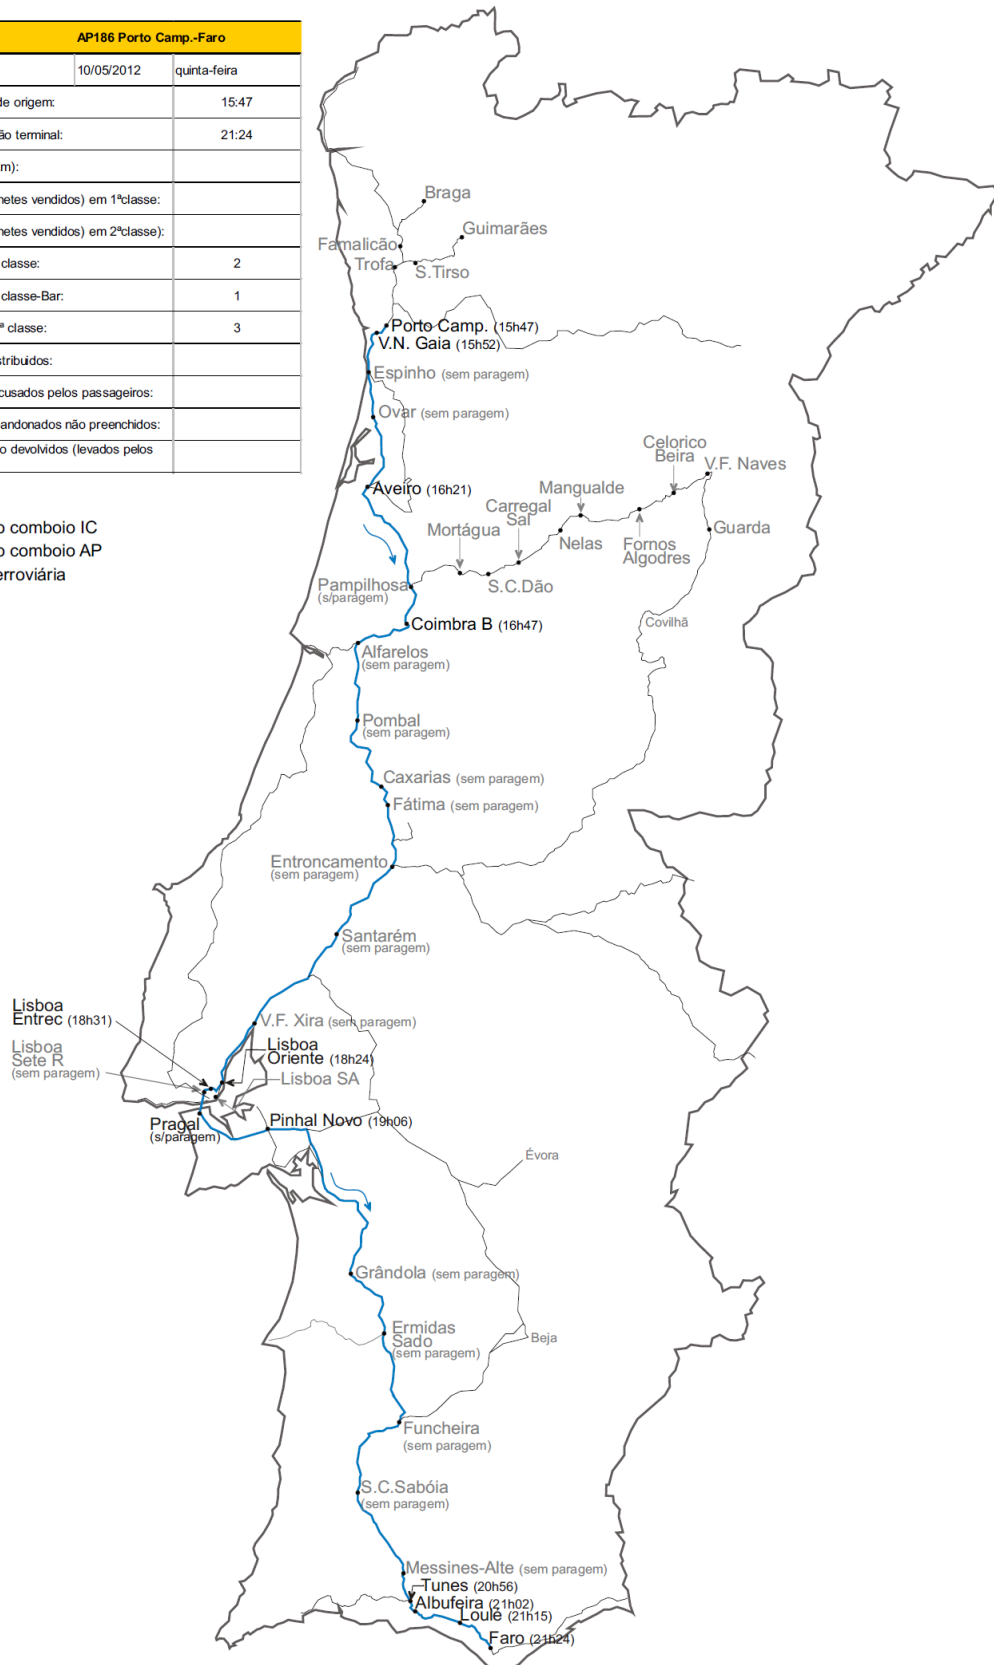 AP186 Porto Camp.-Faro
10/05/2012 quinta-feira
de origem: 15:47
ão terminal: 21:24
m):
netes vendidos) em 1ªclasse:
netes vendidos) em 2ªclasse):
classe: 2
classe-Bar: 1
ª classe: 3
stribuidos:
cusados pelos passageiros:
andonados não preenchidos:
o devolvidos (levados pelos
o comboio IC
o comboio AP
erroviária
Braga
Guimarães
Famalicão
Trofa
S.Tirso
Porto Camp. (15h47)
V.N. Gaia (15h52)
Espinho (sem paragem)
Ovar (sem paragem)
Celorico
Beira
V.F. Naves
Aveiro (16h21)
Mangualde
Carregal
Sal
Mortágua
Nelas
Fornos
Algodres
Guarda
Pampilhosa
(s/paragem)
S.C.Dão
Coimbra B (16h47)
Covilhã
Alfarelos
(sem paragem)
Pombal
(sem paragem)
Caxarias (sem paragem)
Fátima (sem paragem)
Entroncamento
(sem paragem)
Santarém
(sem paragem)
Lisboa
Entrec (18h31)
V.F. Xira (sem paragem)
Lisboa
Sete R
(sem paragem)
Lisboa
Oriente (18h24)
Lisboa SA
Pragal
(s/paragem)
Pinhal Novo (19h06)
Évora
Grândola (sem paragem)
Ermidas
Sado
(sem paragem)
Beja
Funcheira
(sem paragem)
S.C.Sabóia
(sem paragem)
Messines-Alte (sem paragem)
Tunes (20h56)
Albufeira (21h02)
Loulé (21h15)
Faro (21h24)